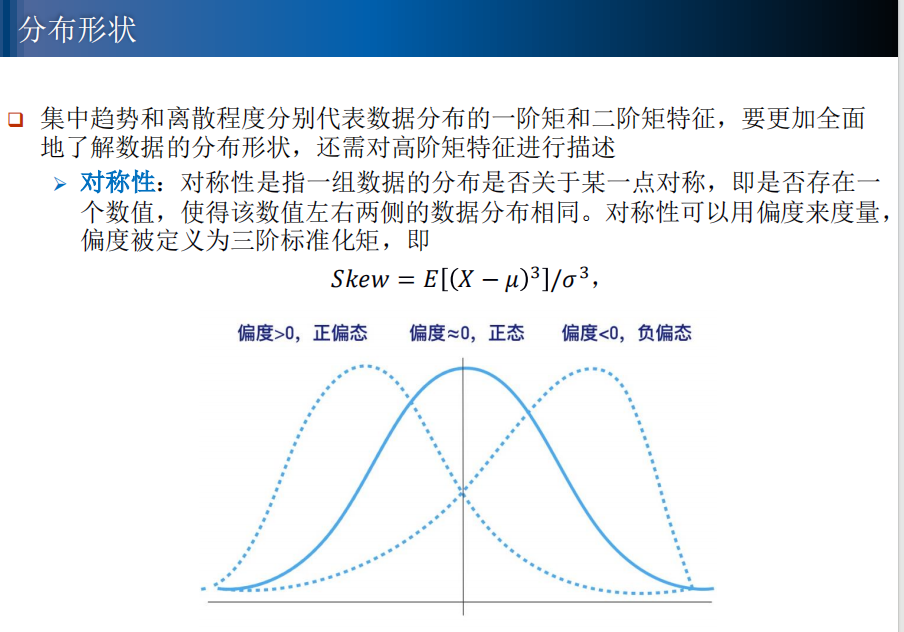 分布形状
集中趋势和离散程度分别代表数据分布的一阶矩和二阶矩特征，要更加全面
地了解数据的分布形状，还需对高阶矩特征进行描述
对称性：对称性是指一组数据的分布是否关于某一点对称，即是否存在一
个数值，使得该数值左右两侧的数据分布相同。对称性可以用偏度来度量，
偏度被定义为三阶标准化矩，即
Skew = E[(X − μ)³]/σ³，
偏度>0，正偏态 偏度≈0，正态 偏度<0，负偏态